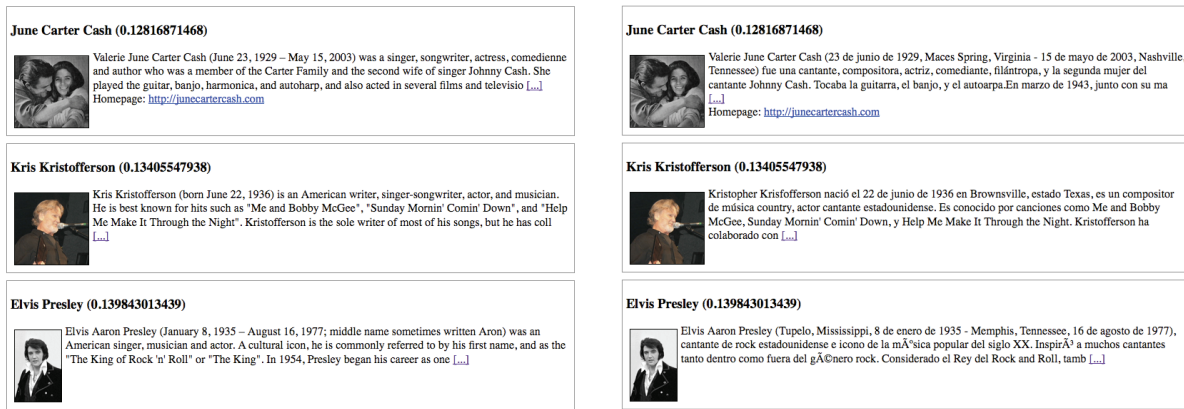 June Carter Cash (0.12816871468)
Valerie June Carter Cash (June 23, 1929 – May 15, 2003) was a singer, songwriter, actress, comedienne
and author who was a member of the Carter Family and the second wife of singer Johnny Cash. She
played the guitar, banjo, harmonica, and autoharp, and also acted in several films and televisio [...]
Homepage: http://junecartercash.com
Kris Kristofferson (0.13405547938)
Kris Kristofferson (born June 22, 1936) is an American writer, singer-songwriter, actor, and musician.
He is best known for hits such as "Me and Bobby McGee", "Sunday Mornin' Comin' Down", and "Help
Me Make It Through the Night". Kristofferson is the sole writer of most of his songs, but he has coll
[...]
Elvis Presley (0.139843013439)
Elvis Aaron Presley (January 8, 1935 – August 16, 1977; middle name sometimes written Aron) was an
American singer, musician and actor. A cultural icon, he is commonly referred to by his first name, and as the
"The King of Rock 'n' Roll" or "The King". In 1954, Presley began his career as one [...]
June Carter Cash (0.12816871468)
Valerie June Carter Cash (23 de junio de 1929, Maces Spring, Virginia - 15 de mayo de 2003, Nashville,
Tennessee) fue una cantante, compositora, actriz, comediante, filántropa, y la segunda mujer del
cantante Johnny Cash. Tocaba la guitarra, el banjo, y el autoarpa.En marzo de 1943, junto con su ma
[...]
Homepage: http://junecartercash.com
Kris Kristofferson (0.13405547938)
Kristopher Krisfofferson nació el 22 de junio de 1936 en Brownsville, estado Texas, es un compositor
de música country, actor cantante estadounidense. Es conocido por canciones como Me and Bobby
McGee, Sunday Mornin' Comin' Down, y Help Me Make It Through the Night. Kristofferson ha
colaborado con [...]
Elvis Presley (0.139843013439)
Elvis Aaron Presley (Tupelo, Mississippi, 8 de enero de 1935 - Memphis, Tennessee, 16 de agosto de 1977),
cantante de rock estadounidense e icono de la mÃºsica popular del siglo XX. InspirÃ³ a muchos cantantes
tanto dentro como fuera del gÃ©nero rock. Considerado el Rey del Rock and Roll, tamb [...]